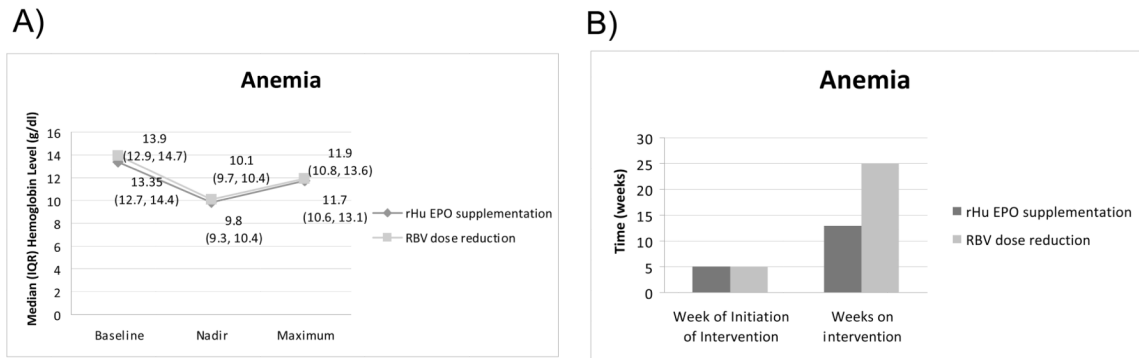 A)
Anemia
Median (IQR) Hemoglobin Level (g/dl)
16
14
12
10
8
6
4
2
0
13.9
(12.9, 14.7)
13.35
(12.7, 14.4)
10.1
(9.7, 10.4)
9.8
(9.3, 10.4)
11.9
(10.8, 13.6)
11.7
(10.6, 13.1)
Baseline
Nadir
Maximum
rHu EPO supplementation
RBV dose reduction
B)
Anemia
Time (weeks)
30
25
20
15
10
5
0
Week of Initiation
of Intervention
Weeks on
intervention
rHu EPO supplementation
RBV dose reduction